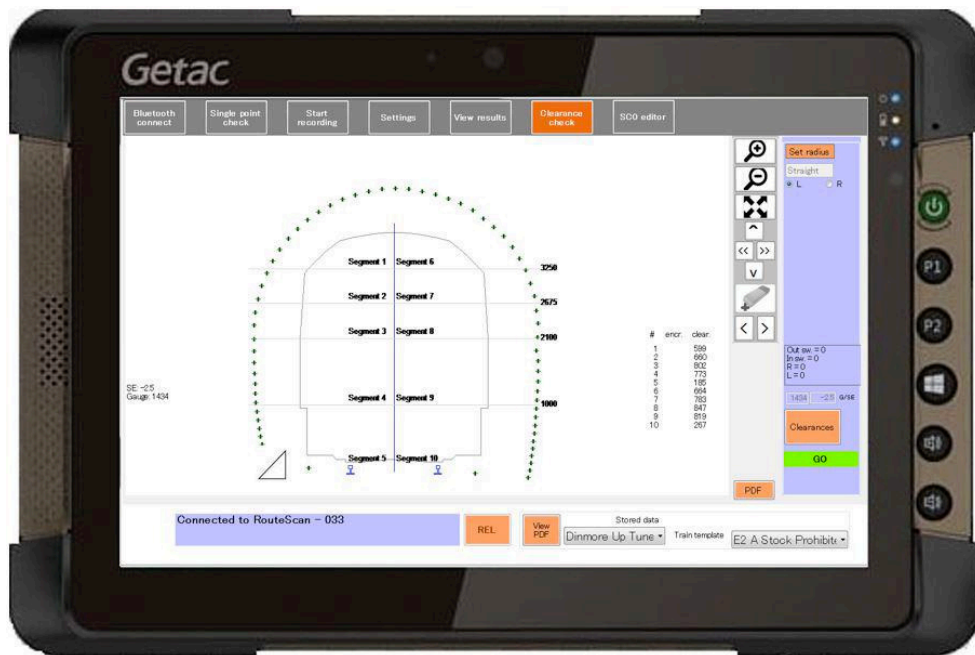 Getac
Bluetooth connect
Single point check
Start recording
Settings
View results
Clearance check
SC0 editor
Set radius
Straight
L R
Segment 1 Segment 6
3250
Segment 2 Segment 7
2675
Segment 3 Segment 8
2100
Segment 4 Segment 9
1000
Segment 5 Segment 10
SE: -25
Gauge: 1434
# encr. clear.
1 599
2 660
3 802
4 773
5 185
6 664
7 783
8 847
9 819
10 267
<< >>
< >
Out sw. = 0
In sw. = 0
R = 0
L = 0
1434 -25 G/SE
Clearances
GO
PDF
Connected to RouteScan - 033
REL
View PDF
Stored data
Dinmore Up Tune
Train template
E2 A Stock Prohibite
P1
P2